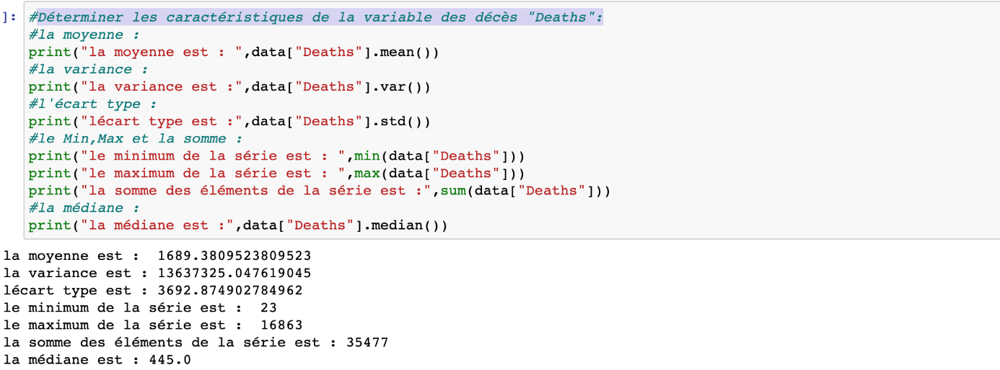 ]: #Déterminer les caractéristiques de la variable des décès "Deaths":
#la moyenne :
print("la moyenne est : ",data["Deaths"].mean())
#la variance :
print("la variance est :",data["Deaths"].var())
#l'écart type :
print("lécart type est :",data["Deaths"].std())
#le Min,Max et la somme :
print("le minimum de la série est : ",min(data["Deaths"]))
print("le maximum de la série est : ",max(data["Deaths"]))
print("la somme des éléments de la série est :",sum(data["Deaths"]))
#la médiane :
print("la médiane est :",data["Deaths"].median())
la moyenne est :  1689.3809523809523
la variance est : 13637325.047619045
lécart type est : 3692.874902784962
le minimum de la série est :  23
le maximum de la série est :  16863
la somme des éléments de la série est : 35477
la médiane est : 445.0